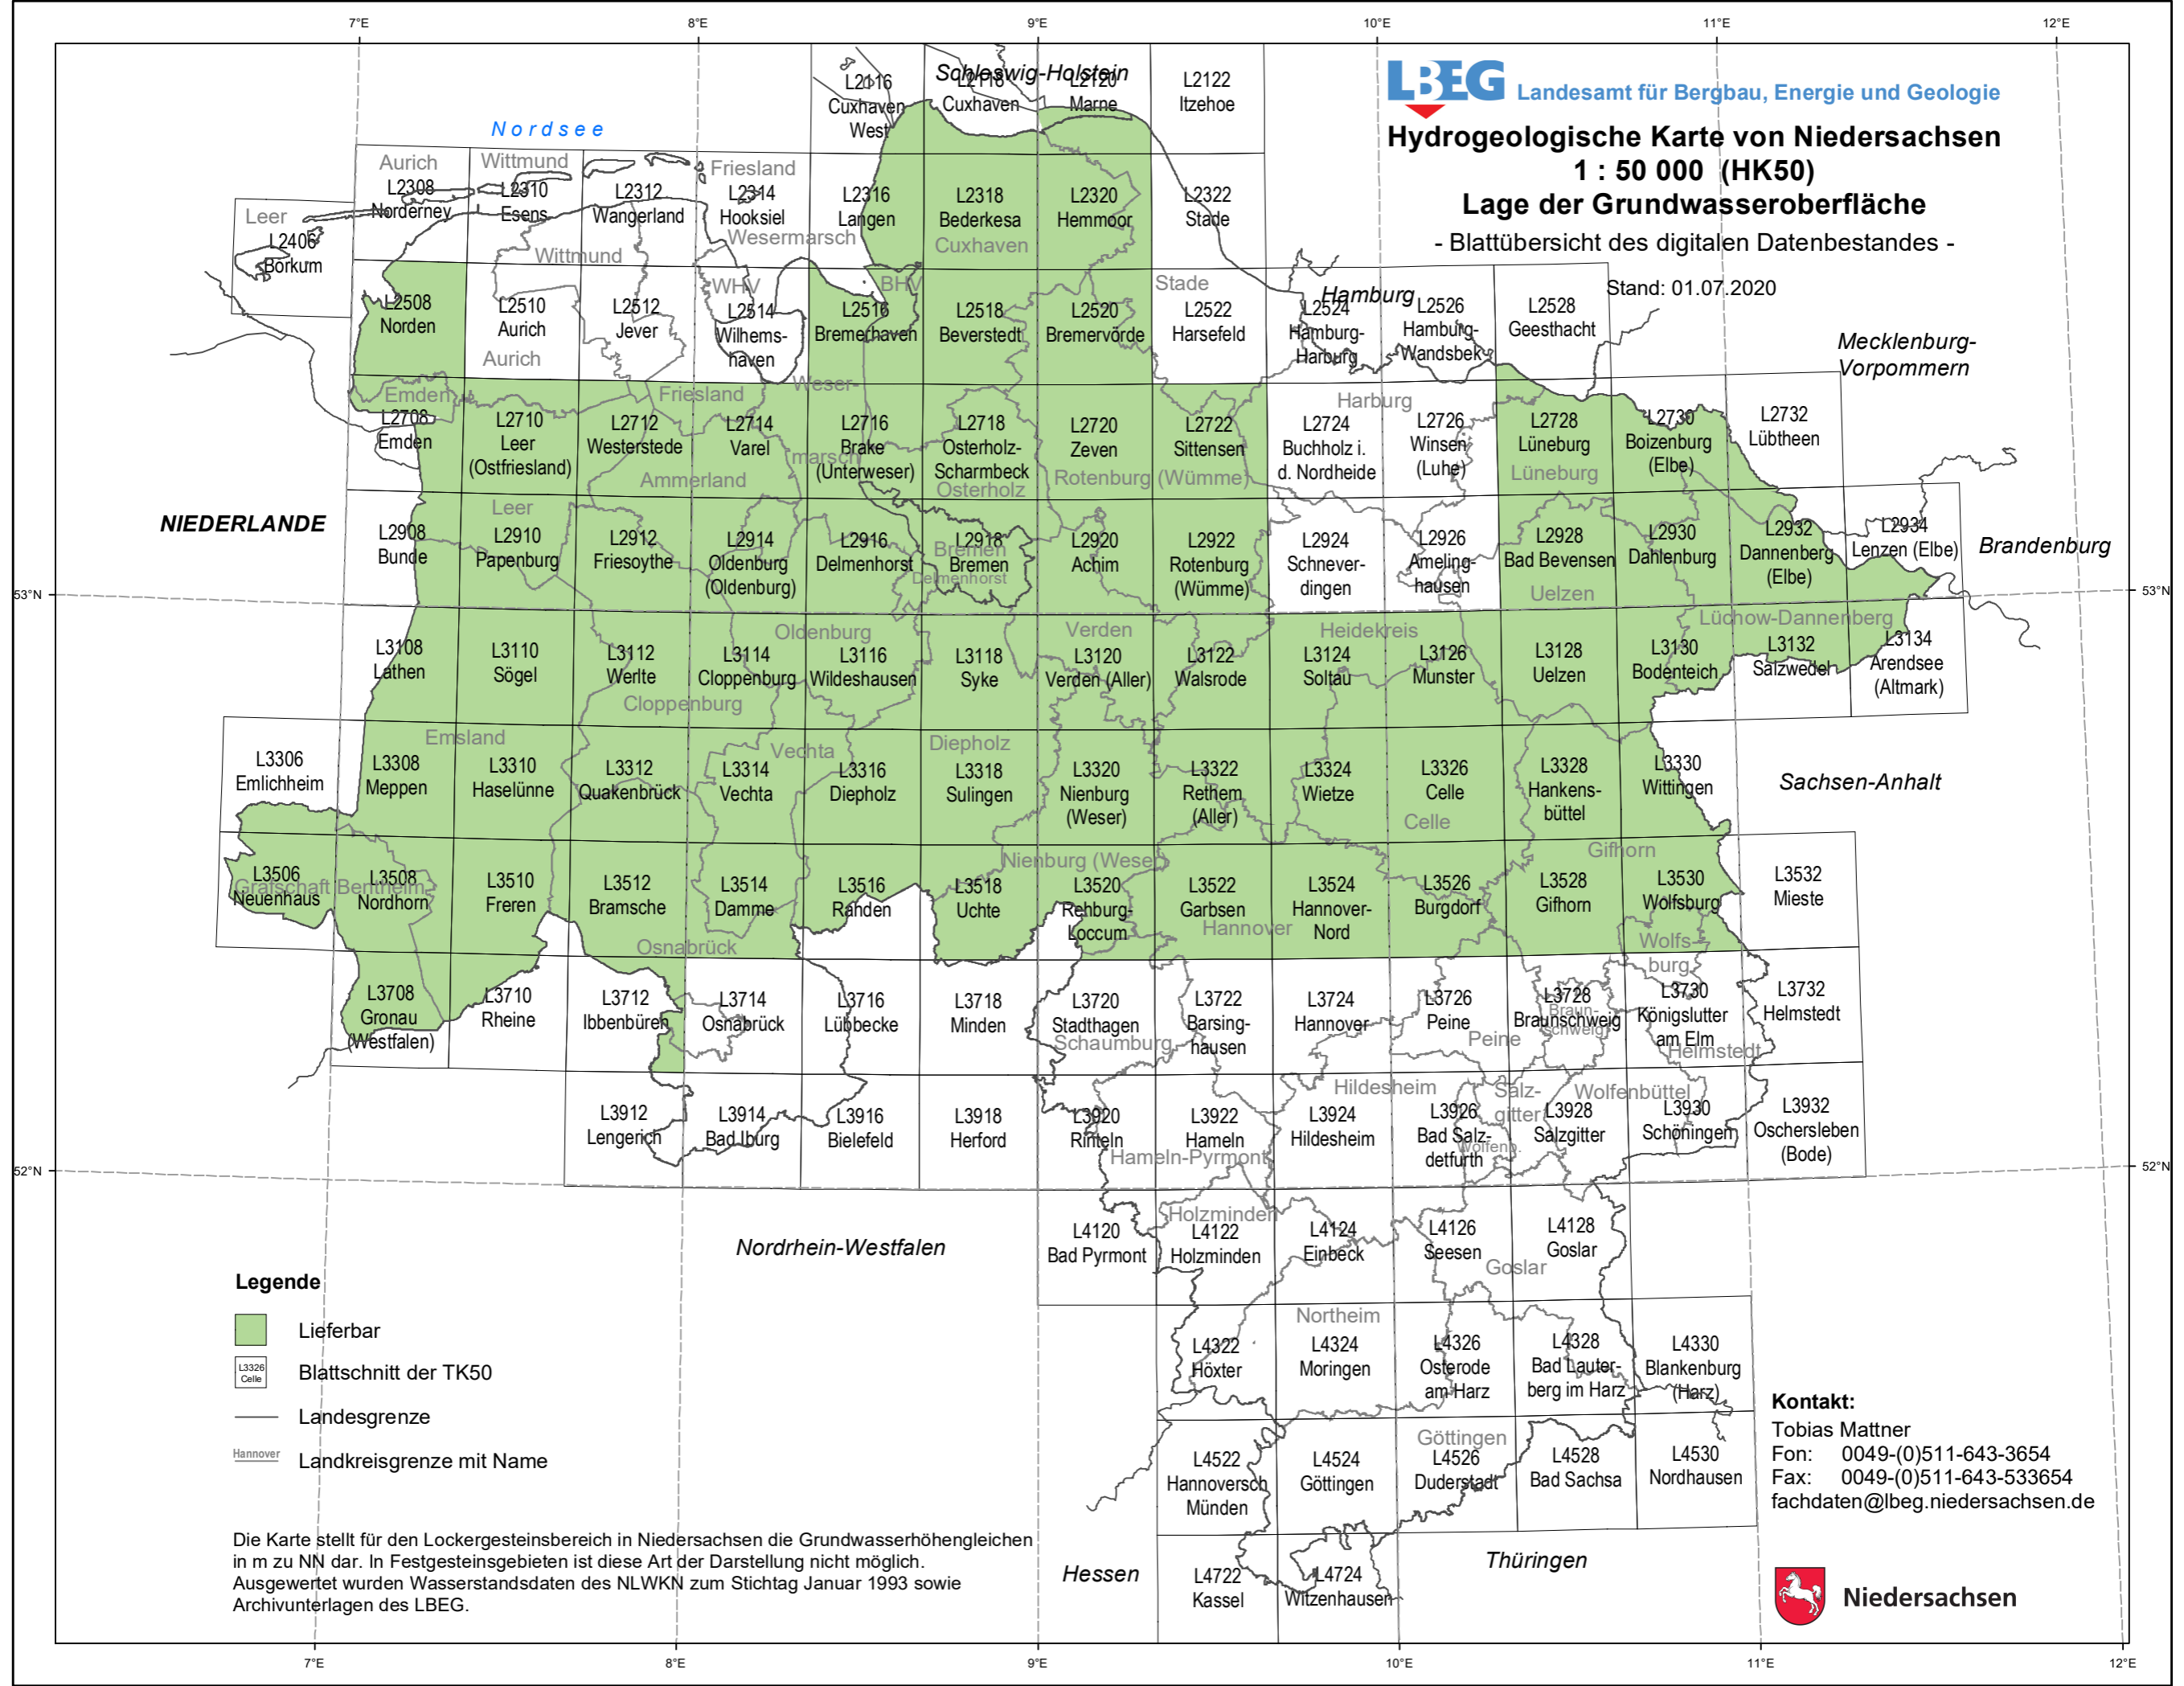 7°E 8°E 9°E 10°E 11°E 12°E
LBEG Landesamt für Bergbau, Energie und Geologie
Hydrogeologische Karte von Niedersachsen
1 : 50 000 (HK50)
Lage der Grundwasseroberfläche
- Blattübersicht des digitalen Datenbestandes -
Stand: 01.07.2020
Schleswig-Holstein
Nordsee
Hamburg
Mecklenburg-
Vorpommern
NIEDERLANDE
Brandenburg
Sachsen-Anhalt
Nordrhein-Westfalen
Hessen
Thüringen
53°N
53°N
52°N
52°N
L2116
Cuxhaven
West
L2118
Cuxhaven
L2120
Marne
L2122
Itzehoe
L2308
Norderney
L2310
Esens
L2312
Wangerland
L2314
Hooksiel
L2316
Langen
L2318
Bederkesa
L2320
Hemmoor
L2322
Stade
L2406
Borkum
L2508
Norden
L2510
Aurich
L2512
Jever
L2514
Wilhems-
haven
L2516
Bremerhaven
L2518
Beverstedt
L2520
Bremervörde
L2522
Harsefeld
L2524
Hamburg-
Harburg
L2526
Hamburg-
Wandsbek
L2528
Geesthacht
L2708
Emden
L2710
Leer
(Ostfriesland)
L2712
Westerstede
L2714
Varel
L2716
Brake
(Unterweser)
L2718
Osterholz-
Scharmbeck
L2720
Zeven
L2722
Sittensen
L2724
Buchholz i.
d. Nordheide
L2726
Winsen
(Luhe)
L2728
Lüneburg
L2730
Boizenburg
(Elbe)
L2732
Lübtheen
L2908
Bunde
L2910
Papenburg
L2912
Friesoythe
L2914
Oldenburg
(Oldenburg)
L2916
Delmenhorst
L2918
Bremen
L2920
Achim
L2922
Rotenburg
(Wümme)
L2924
Schnever-
dingen
L2926
Ameling-
hausen
L2928
Bad Bevensen
L2930
Dahlenburg
L2932
Dannenberg
(Elbe)
L2934
Lenzen (Elbe)
L3108
Lathen
L3110
Sögel
L3112
Werlte
L3114
Cloppenburg
L3116
Wildeshausen
L3118
Syke
L3120
Verden (Aller)
L3122
Walsrode
L3124
Soltau
L3126
Munster
L3128
Uelzen
L3130
Bodenteich
L3132
Salzwedel
L3134
Arendsee
(Altmark)
L3306
Emlichheim
L3308
Meppen
L3310
Haselünne
L3312
Quakenbrück
L3314
Vechta
L3316
Diepholz
L3318
Sulingen
L3320
Nienburg
(Weser)
L3322
Rethem
(Aller)
L3324
Wietze
L3326
Celle
L3328
Hankens-
büttel
L3330
Wittingen
L3506
Neuenhaus
L3508
Nordhorn
L3510
Freren
L3512
Bramsche
L3514
Damme
L3516
Rahden
L3518
Uchte
L3520
Rehburg-
Loccum
L3522
Garbsen
L3524
Hannover-
Nord
L3526
Burgdorf
L3528
Gifhorn
L3530
Wolfsburg
L3532
Mieste
L3708
Gronau
(Westfalen)
L3710
Rheine
L3712
Ibbenbüren
L3714
Osnabrück
L3716
Lübbecke
L3718
Minden
L3720
Stadthagen
L3722
Barsing-
hausen
L3724
Hannover
L3726
Peine
L3728
Braunschweig
L3730
Königslutter
am Elm
L3732
Helmstedt
L3912
Lengerich
L3914
Bad Iburg
L3916
Bielefeld
L3918
Herford
L3920
Rinteln
L3922
Hameln
L3924
Hildesheim
L3926
Bad Salz-
detfurth
L3928
Salzgitter
L3930
Schöningen
L3932
Oschersleben
(Bode)
L4120
Bad Pyrmont
L4122
Holzminden
L4124
Einbeck
L4126
Seesen
L4128
Goslar
L4322
Höxter
L4324
Moringen
L4326
Osterode
am Harz
L4328
Bad Lauter-
berg im Harz
L4330
Blankenburg
(Harz)
L4522
Hannoversch
Münden
L4524
Göttingen
L4526
Duderstadt
L4528
Bad Sachsa
L4530
Nordhausen
L4722
Kassel
L4724
Witzenhausen
Aurich
Wittmund
Friesland
Leer
Wesermarsch
Cuxhaven
Wittmund
WHV
BHV
Stade
Aurich
Emden
Friesland
Weser-
marsch
Harburg
Ammerland
Osterholz
Rotenburg (Wümme)
Lüneburg
Leer
Bremen
Delmenhorst
Uelzen
Lüchow-Dannenberg
Oldenburg
Verden
Heidekreis
Cloppenburg
Emsland
Vechta
Diepholz
Celle
Nienburg (Weser)
Gifhorn
Grafschaft Bentheim
Hannover
Osnabrück
Wolfs-
burg
Braun-
schweig
Schaumburg
Peine
Helmstedt
Hildesheim
Salz-
gitter
Wolfenbüttel
Wolfenb.
Hameln-Pyrmont
Holzminden
Goslar
Northeim
Göttingen
Legende
Lieferbar
L3326
Celle
Blattschnitt der TK50
Landesgrenze
Hannover
Landkreisgrenze mit Name
Die Karte stellt für den Lockergesteinsbereich in Niedersachsen die Grundwasserhöhengleichen
in m zu NN dar. In Festgesteinsgebieten ist diese Art der Darstellung nicht möglich.
Ausgewertet wurden Wasserstandsdaten des NLWKN zum Stichtag Januar 1993 sowie
Archivunterlagen des LBEG.
Kontakt:
Tobias Mattner
Fon: 0049-(0)511-643-3654
Fax: 0049-(0)511-643-533654
fachdaten@lbeg.niedersachsen.de
Niedersachsen
7°E 8°E 9°E 10°E 11°E 12°E